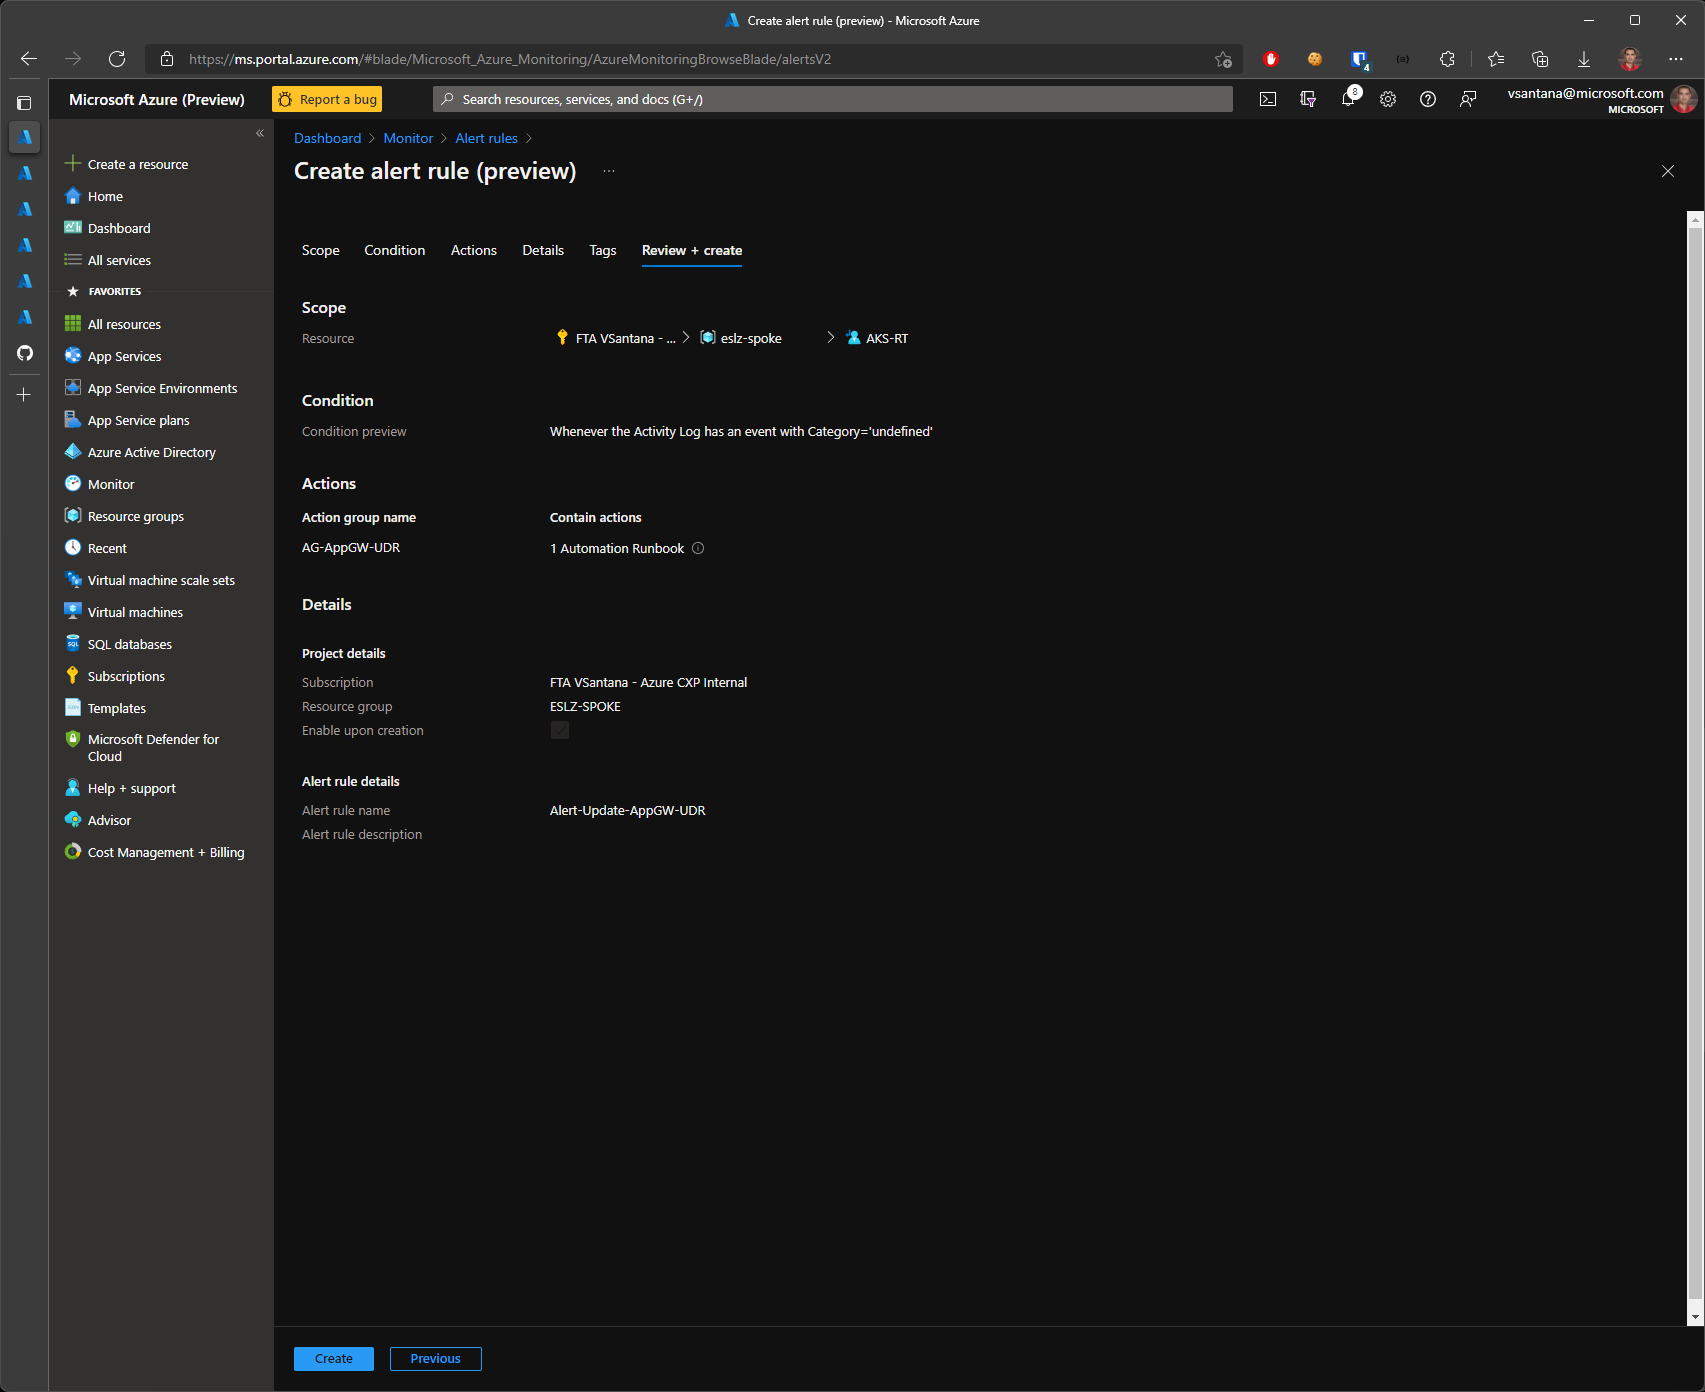 Create alert rule (preview) - Microsoft Azure
https://ms.portal.azure.com/#blade/Microsoft_Azure_Monitoring/AzureMonitoringBrowseBlade/alertsV2
4
Microsoft Azure (Preview)
Report a bug
Search resources, services, and docs (G+/)
8
vsantana@microsoft.com
MICROSOFT
Create a resource
Home
Dashboard
All services
FAVORITES
All resources
App Services
App Service Environments
App Service plans
Azure Active Directory
Monitor
Resource groups
Recent
Virtual machine scale sets
Virtual machines
SQL databases
Subscriptions
Templates
Microsoft Defender for
Cloud
Help + support
Advisor
Cost Management + Billing
Dashboard > Monitor > Alert rules >
Create alert rule (preview) ...
Scope Condition Actions Details Tags Review + create
Scope
Resource FTA VSantana - ... > eslz-spoke > AKS-RT
Condition
Condition preview Whenever the Activity Log has an event with Category='undefined'
Actions
Action group name Contain actions
AG-AppGW-UDR 1 Automation Runbook
Details
Project details
Subscription FTA VSantana - Azure CXP Internal
Resource group ESLZ-SPOKE
Enable upon creation
Alert rule details
Alert rule name Alert-Update-AppGW-UDR
Alert rule description
Create Previous